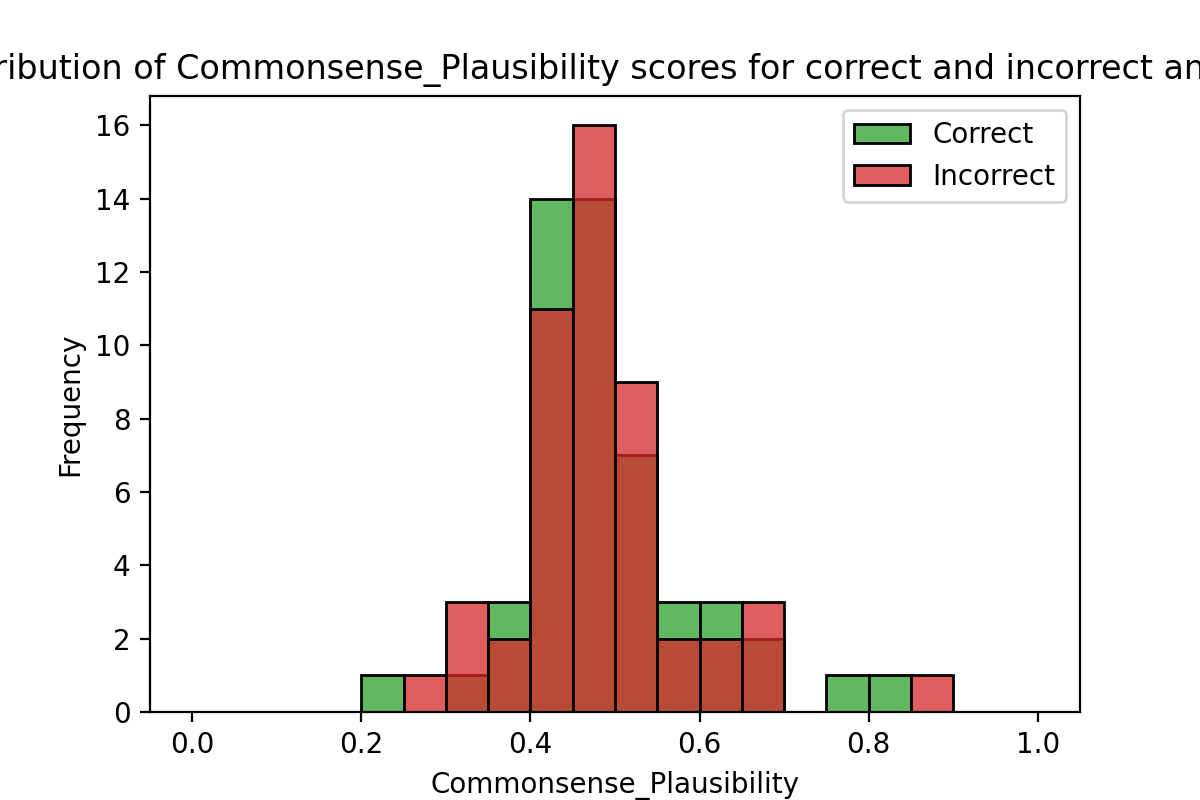 ribution of Commonsense_Plausibility scores for correct and incorrect an
Correct
Incorrect
16
14
12
10
8
6
4
2
0
Frequency
0.0 0.2 0.4 0.6 0.8 1.0
Commonsense_Plausibility